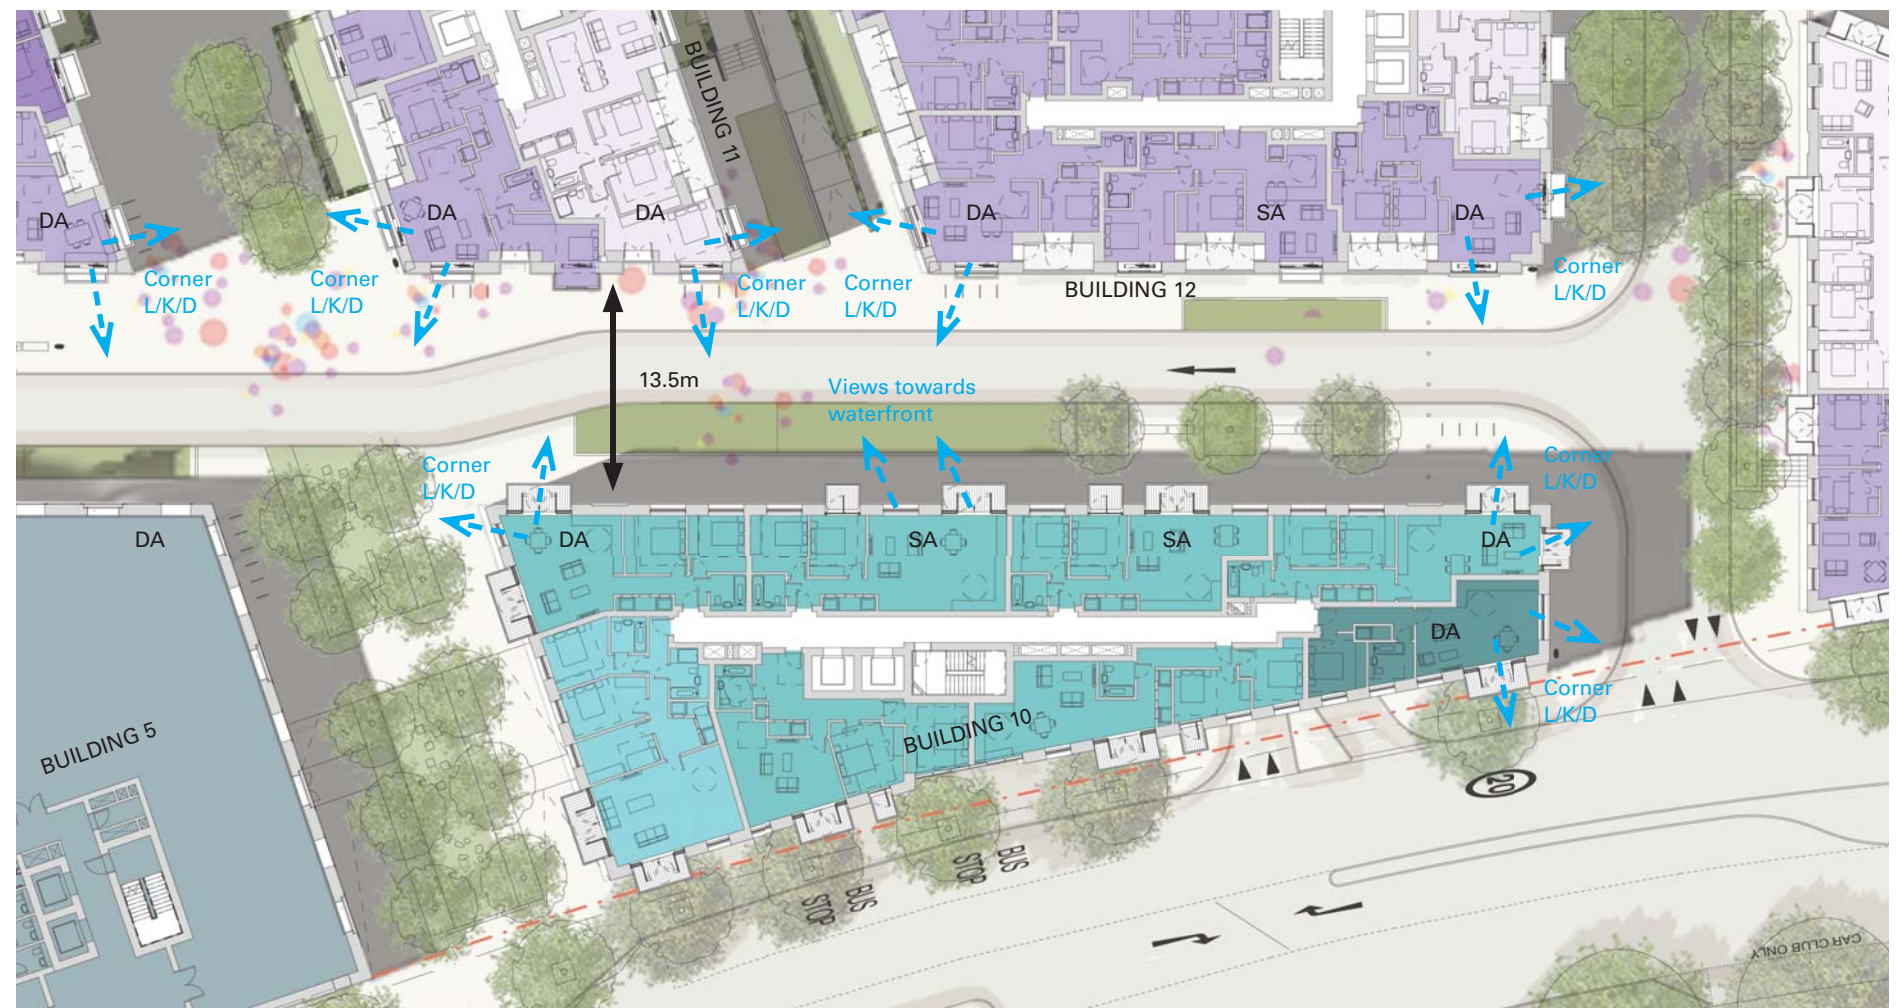 BUILDING 11
DA
DA
DA
DA
SA
DA
Corner
L/K/D
Corner
L/K/D
Corner
L/K/D
Corner
L/K/D
Corner
L/K/D
BUILDING 12
13.5m
Views towards
waterfront
Corner
L/K/D
Corner
L/K/D
DA
DA
SA
SA
DA
DA
Corner
L/K/D
BUILDING 5
BUILDING 10
20
BUS
STOP
BUS
STOP
CAR CLUB ONLY